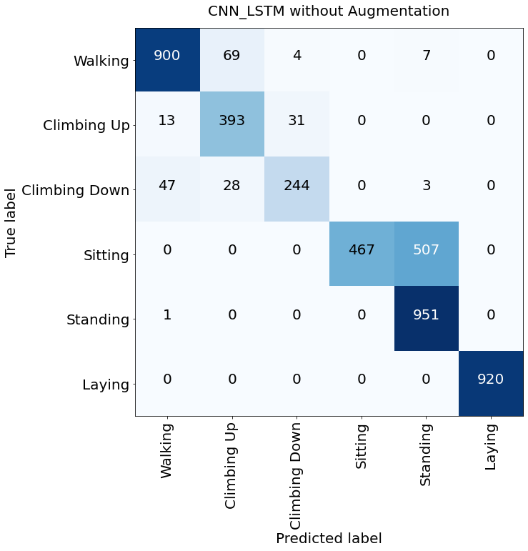 CNN_LSTM without Augmentation
Walking 900 69 4 0 7 0
Climbing Up 13 393 31 0 0 0
Climbing Down 47 28 244 0 3 0
Sitting 0 0 0 467 507 0
Standing 1 0 0 0 951 0
Laying 0 0 0 0 0 920
True label
Walking
Climbing Up
Climbing Down
Sitting
Standing
Laying
Predicted label